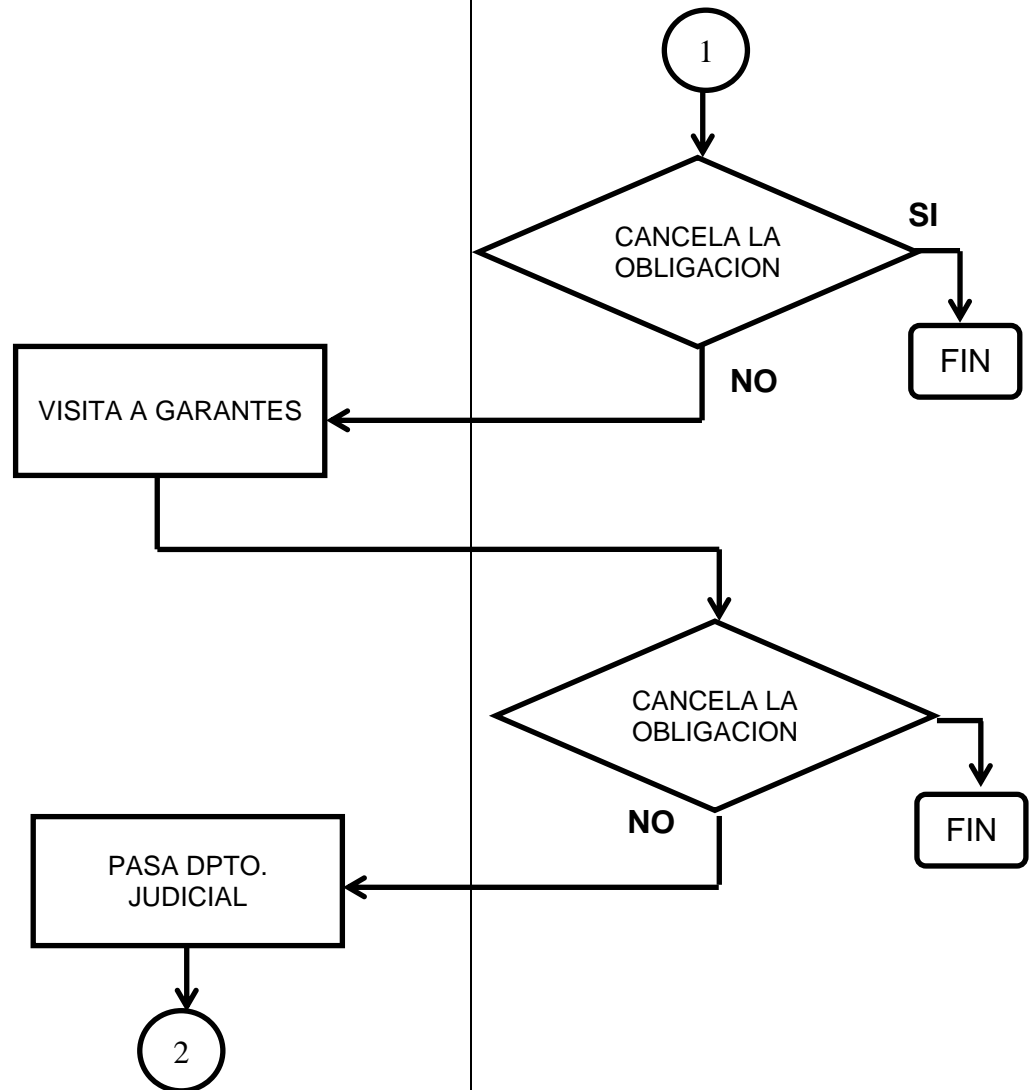 1
CANCELA LA
OBLIGACION
SI
FIN
NO
VISITA A GARANTES
CANCELA LA
OBLIGACION
FIN
NO
PASA DPTO.
JUDICIAL
2